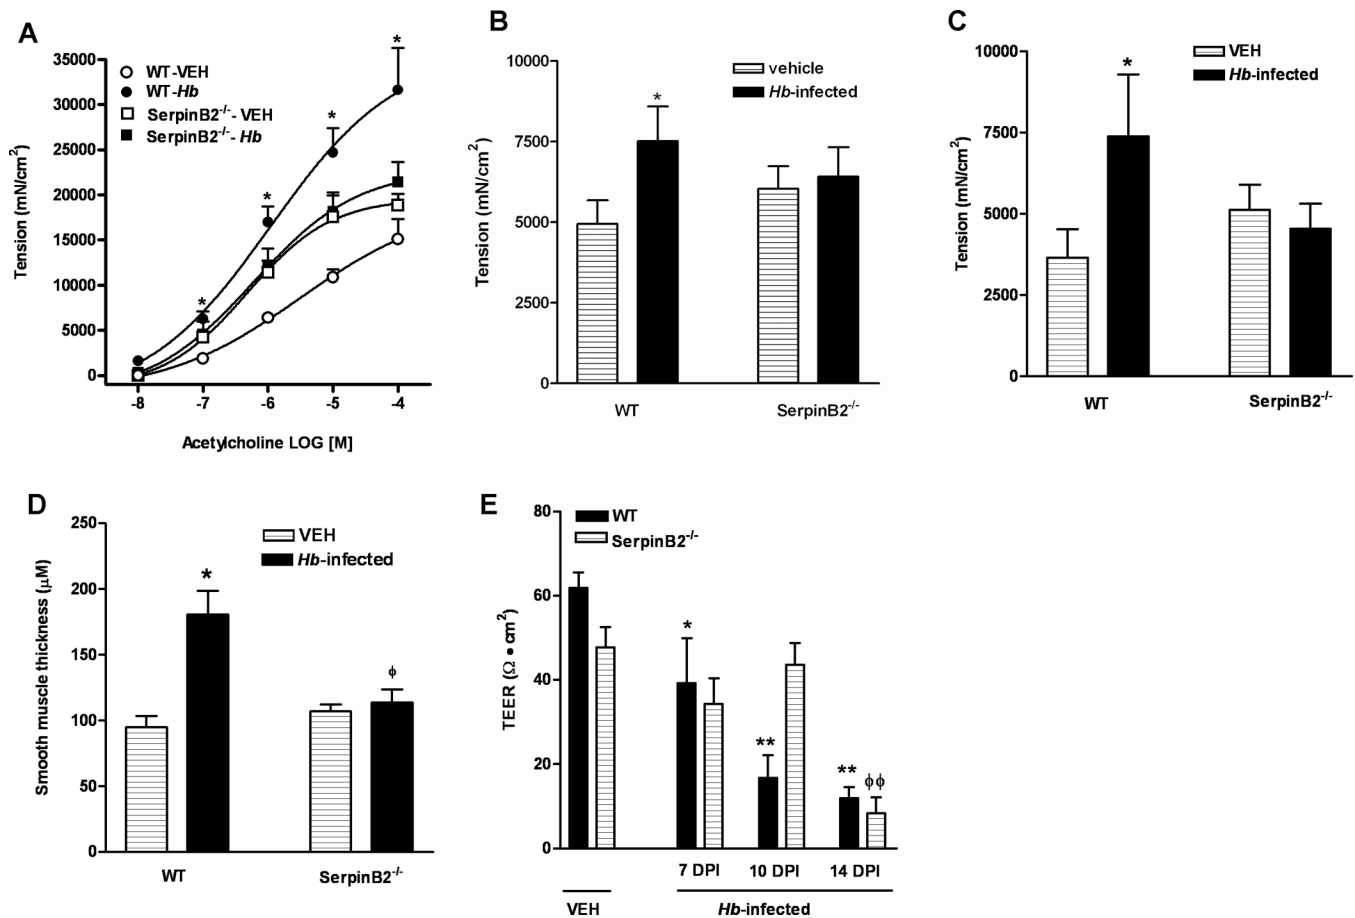 A
35000
30000
25000
20000
15000
10000
5000
0
Tension (mN/cm²)
WT-VEH
WT-Hb
SerpinB2⁻/⁻- VEH
SerpinB2⁻/⁻- Hb
*
*
*
*
-8 -7 -6 -5 -4
Acetylcholine LOG [M]
B
10000
7500
5000
2500
0
Tension (mN/cm²)
vehicle
Hb-infected
*
WT SerpinB2⁻/⁻
C
10000
7500
5000
2500
0
Tension (mN/cm²)
VEH
Hb-infected
*
WT SerpinB2⁻/⁻
D
250
200
150
100
50
0
Smooth muscle thickness (µM)
VEH
Hb-infected
*
ϕ
WT SerpinB2⁻/⁻
E
80
60
40
20
0
TEER (Ω • cm²)
WT
SerpinB2⁻/⁻
*
**
**
ϕϕ
7 DPI 10 DPI 14 DPI
VEH Hb-infected